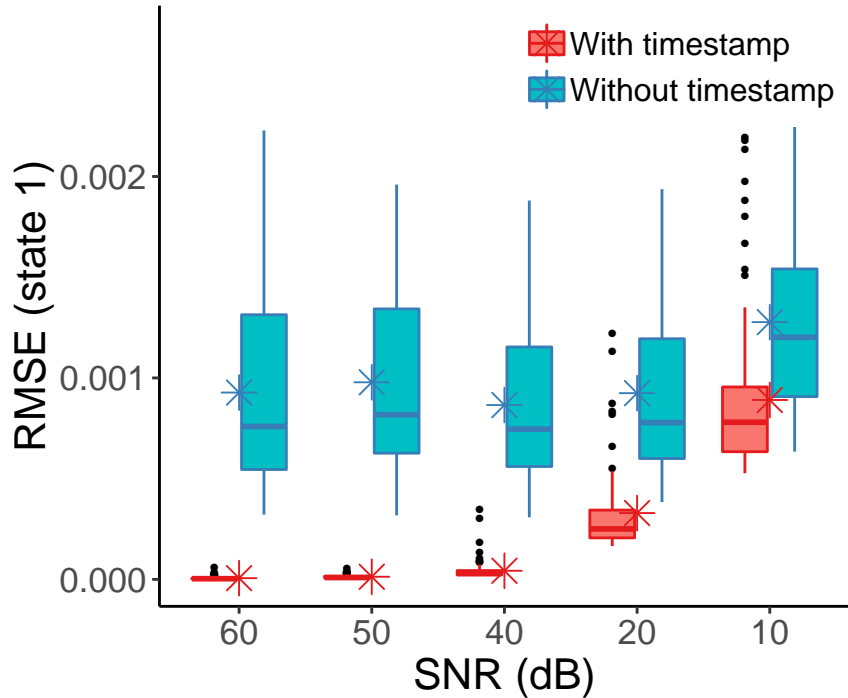 With timestamp
Without timestamp
RMSE (state 1)
0.002
0.001
0.000
60 50 40 20 10
SNR (dB)